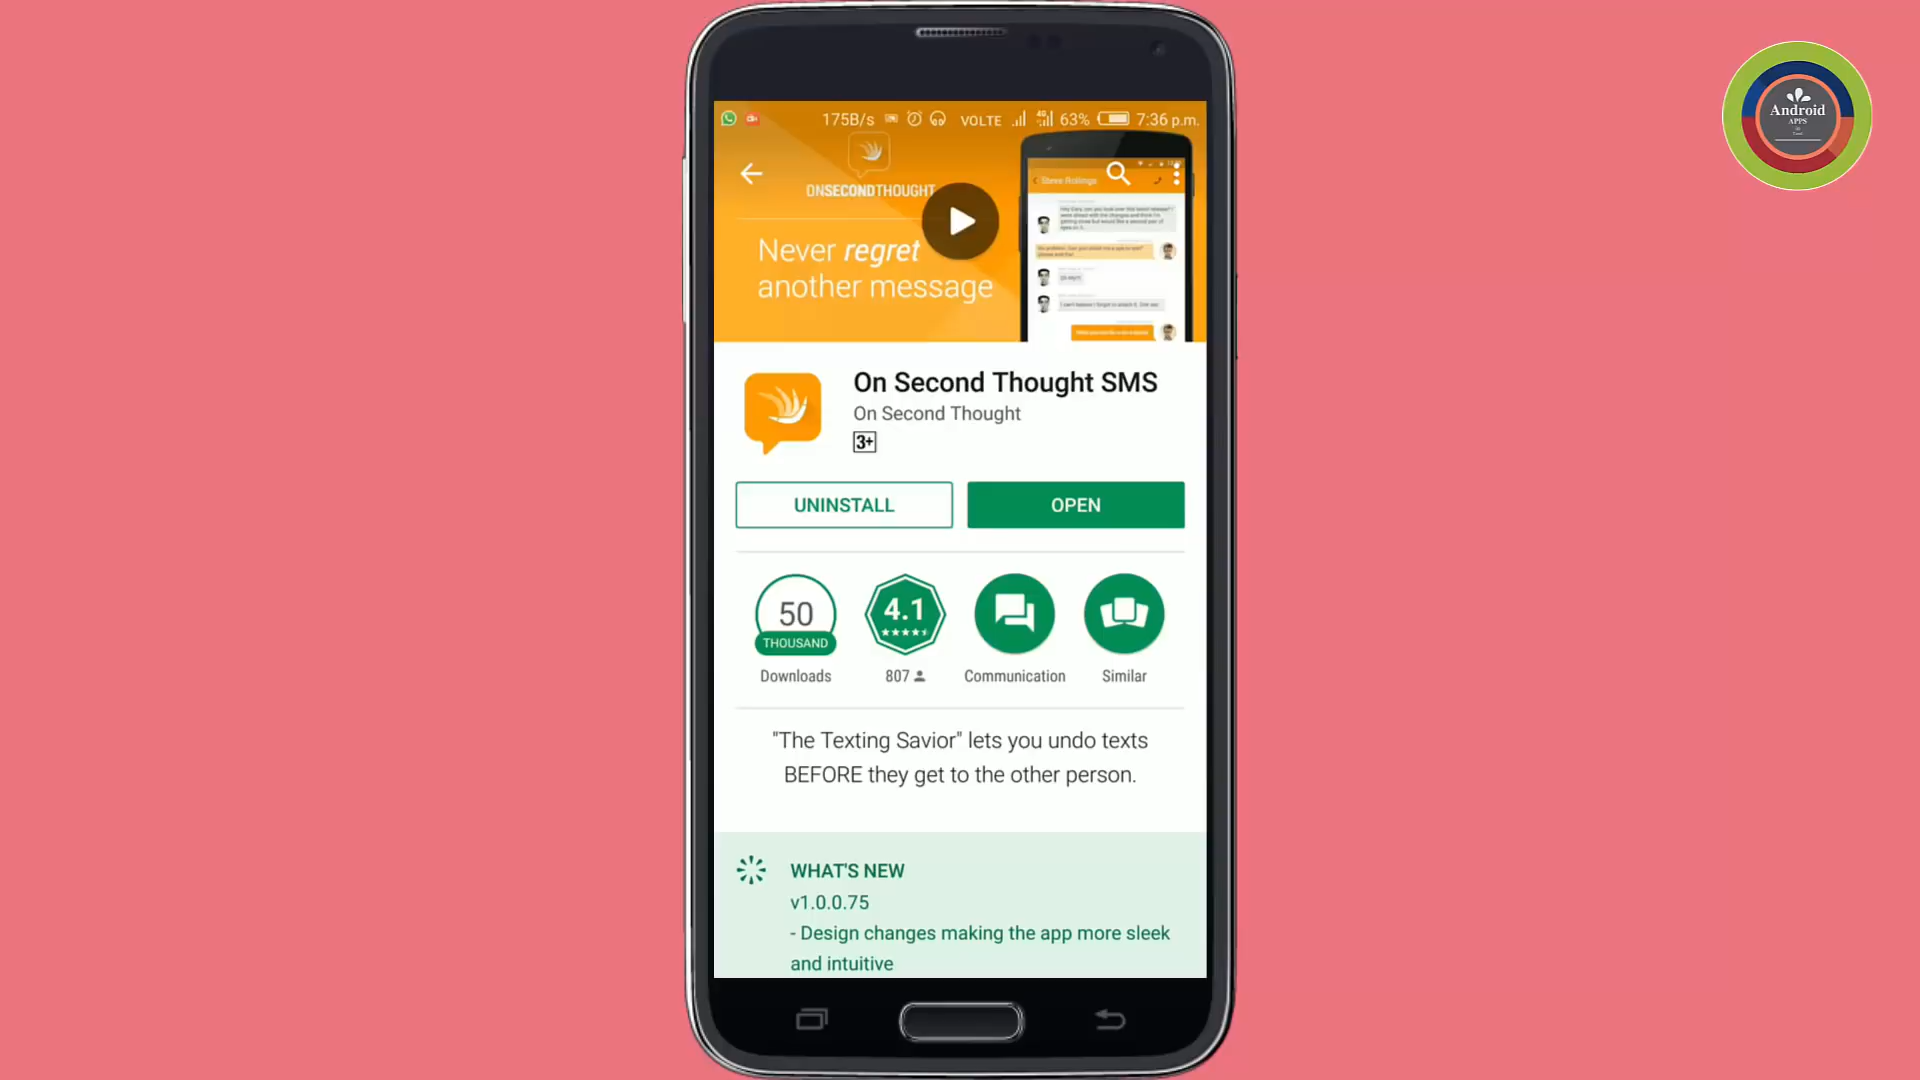 Android
APPS
175B/s VOLTE 4G 63% 7:36 p.m.
ONSECONDTHOUGHT
Never regret
another message
Steve Rollings
On Second Thought SMS
On Second Thought
3+
UNINSTALL OPEN
50 4.1
THOUSAND
Downloads 807 Communication Similar
"The Texting Savior" lets you undo texts
BEFORE they get to the other person.
WHAT'S NEW
v1.0.0.75
- Design changes making the app more sleek
and intuitive